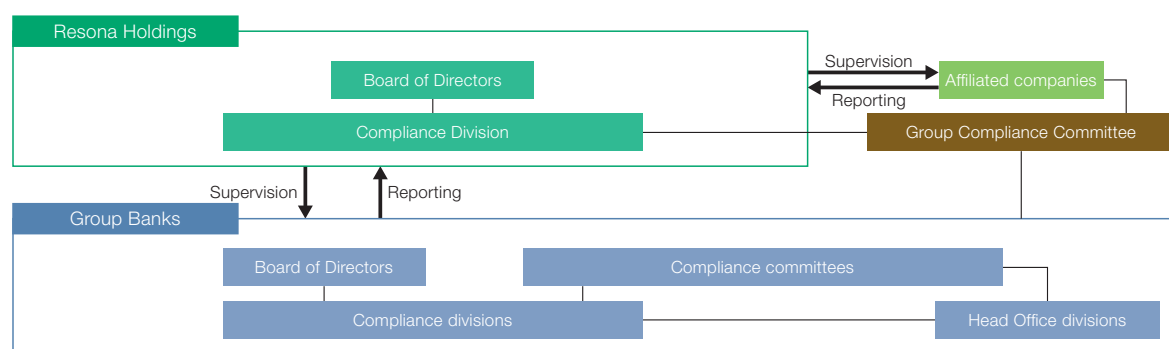 Resona Holdings
Board of Directors
Compliance Division
Supervision
Reporting
Affiliated companies
Group Compliance Committee
Supervision
Reporting
Group Banks
Board of Directors
Compliance committees
Compliance divisions
Head Office divisions